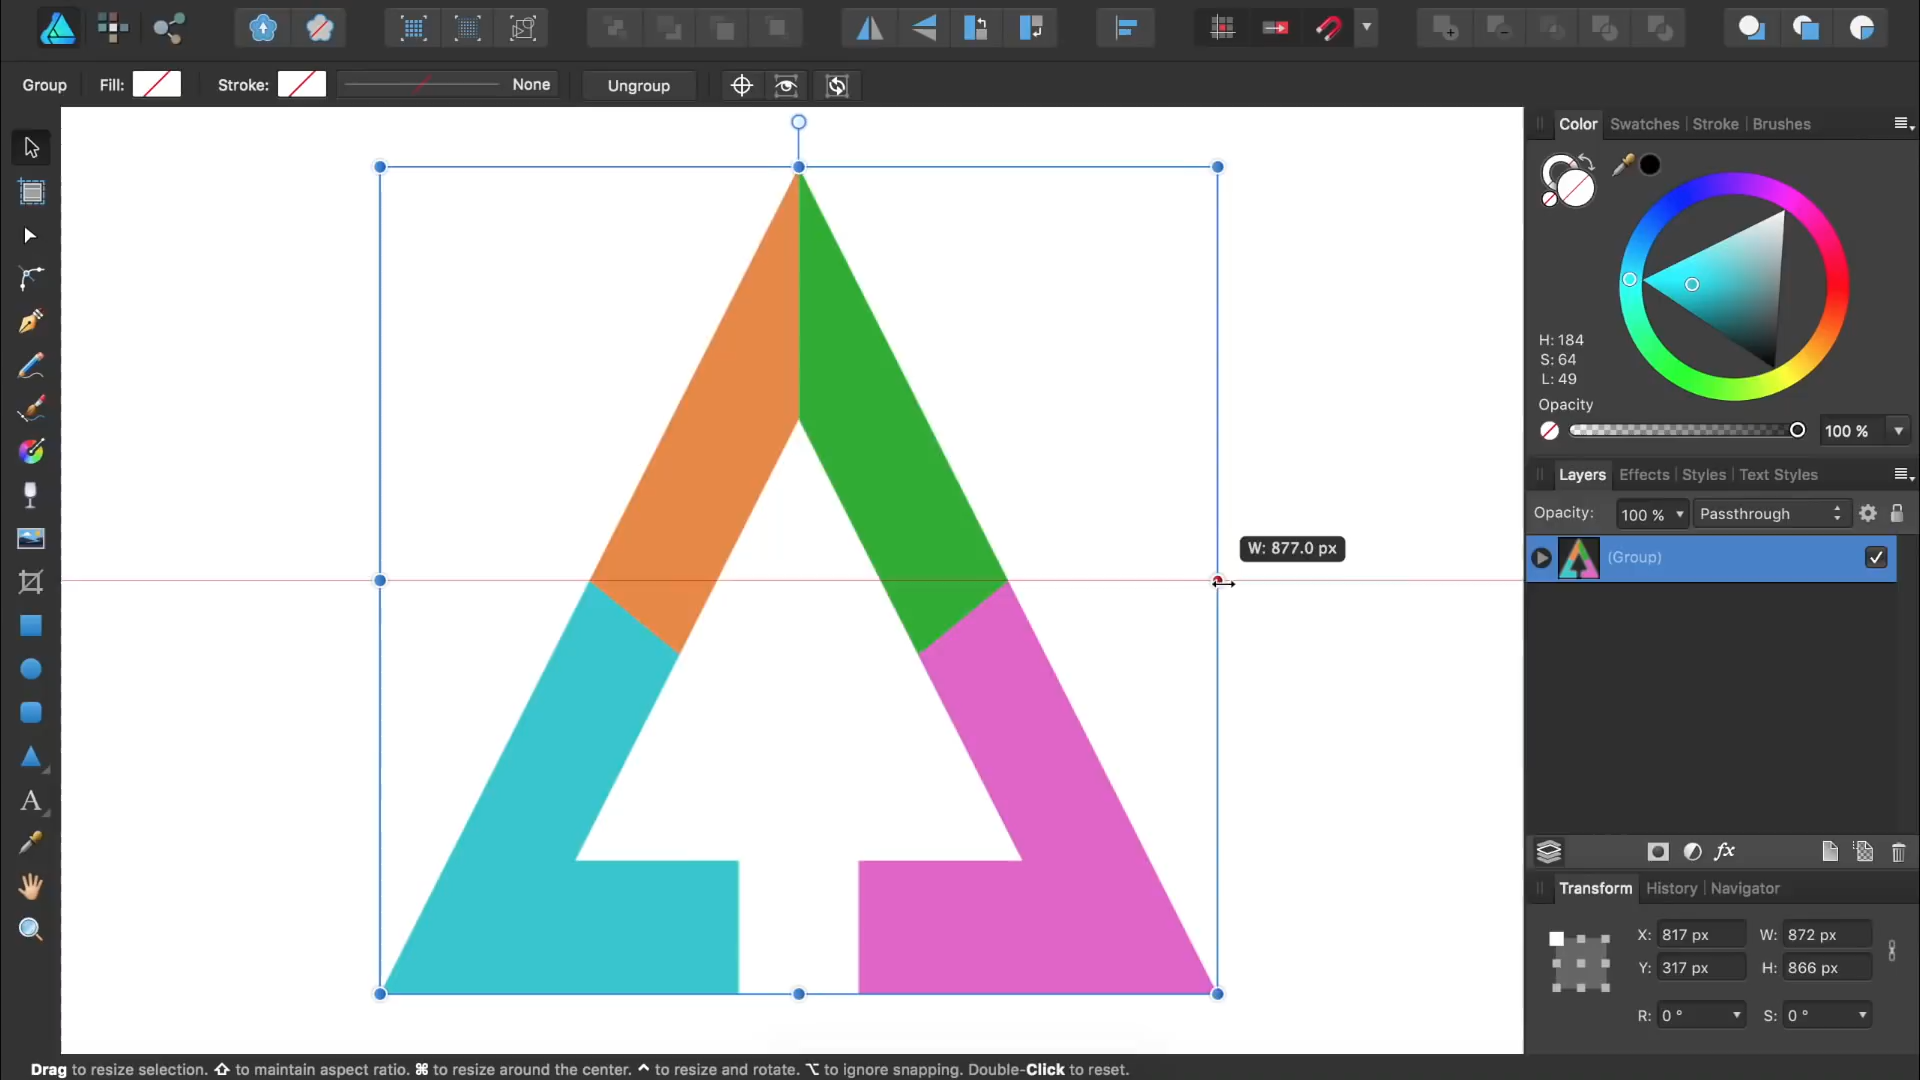 Group Fill: Stroke: None Ungroup
Color Swatches Stroke Brushes
H: 184
S: 64
L: 49
Opacity
100 %
W: 877.0 px
Layers Effects Styles Text Styles
Opacity: 100 % Passthrough
(Group)
fx
Transform History Navigator
X: 817 px W: 872 px
Y: 317 px H: 866 px
R: 0 ° S: 0 °
A
Drag to resize selection. ⇧ to maintain aspect ratio. ⌘ to resize around the center. ^ to resize and rotate. ⌥ to ignore snapping. Double-Click to reset.